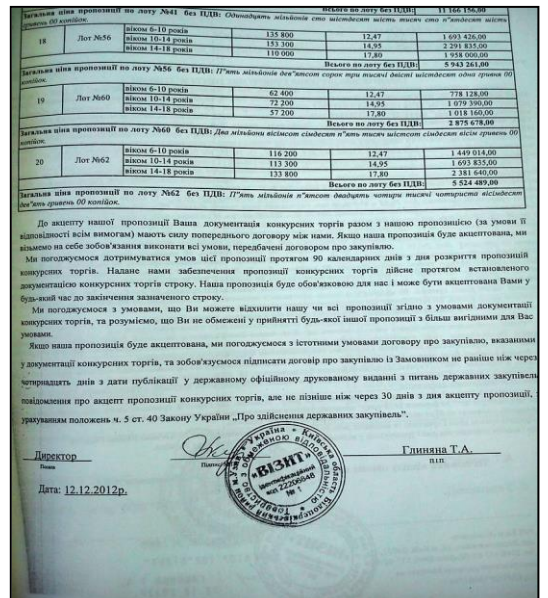 Всього по лоту без ПДВ: 11 166 156,00
Загальна ціна пропозиції по лоту №41 без ПДВ: Одинадцять мільйонів сто шістдесят шість тисяч сто п"ятдесят шість
гривень 00 копійок.
18 Лот №56 віком 6-10 років 135 800 12,47 1 693 426,00
віком 10-14 років 153 300 14,95 2 291 835,00
віком 14-18 років 110 000 17,80 1 958 000,00
Всього по лоту без ПДВ: 5 943 261,00
Загальна ціна пропозиції по лоту №56 без ПДВ: П"ять мільйонів дев"ятсот сорок три тисячі двісті шістдесят одна гривня 00
копійок.
19 Лот №60 віком 6-10 років 62 400 12,47 778 128,00
віком 10-14 років 72 200 14,95 1 079 390,00
віком 14-18 років 57 200 17,80 1 018 160,00
Всього по лоту без ПДВ: 2 875 678,00
Загальна ціна пропозиції по лоту №60 без ПДВ: Два мільйони вісімсот сімдесят п"ять тисяч шістсот сімдесят вісім гривень 00
копійок.
20 Лот №62 віком 6-10 років 116 200 12,47 1 449 014,00
віком 10-14 років 113 300 14,95 1 693 835,00
віком 14-18 років 133 800 17,80 2 381 640,00
Всього по лоту без ПДВ: 5 524 489,00
Загальна ціна пропозиції по лоту №62 без ПДВ: П"ять мільйонів п"ятсот двадцять чотири тисячі чотириста вісімдесят
дев"ять гривень 00 копійок.
До акцепту нашої пропозиції Ваша документація конкурсних торгів разом з нашою пропозицією (за умови її
відповідності всім вимогам) мають силу попереднього договору між нами. Якщо наша пропозиція буде акцептована, ми
візьмемо на себе зобов'язання виконати всі умови, передбачені договором про закупівлю.
Ми погоджуємося дотримуватися умов цієї пропозиції протягом 90 календарних днів з дня розкриття пропозицій
конкурсних торгів. Надане нами забезпечення пропозиції конкурсних торгів дійсне протягом встановленого
документацією конкурсних торгів строку. Наша пропозиція буде обов'язковою для нас і може бути акцептована Вами у
будь-який час до закінчення зазначеного строку.
Ми погоджуємося з умовами, що Ви можете відхилити нашу чи всі пропозиції згідно з умовами документації
конкурсних торгів, та розуміємо, що Ви не обмежені у прийнятті будь-якої іншої пропозиції з більш вигідними для Вас
умовами.
Якщо наша пропозиція буде акцептована, ми погоджуємося з істотними умовами договору про закупівлю, вказаними
у документації конкурсних торгів, та зобов'язуємося підписати договір про закупівлю із Замовником не раніше ніж через
чотирнадцять днів з дати публікації у державному офіційному друкованому виданні з питань державних закупівель
повідомлення про акцепт пропозиції конкурсних торгів, але не пізніше ніж через 30 днів з дня акцепту пропозиції, з
урахуванням положень ч. 5 ст. 40 Закону України „Про здійснення державних закупівель".
Директор Глиняна Т.А.
Посада П.І.П.
Україна * Київська область
Товариство з обмеженою відповідальністю
"ВІЗИТ"
Ідентифікаційний
код 22206846
№ 1
Дата: 12.12.2012р.